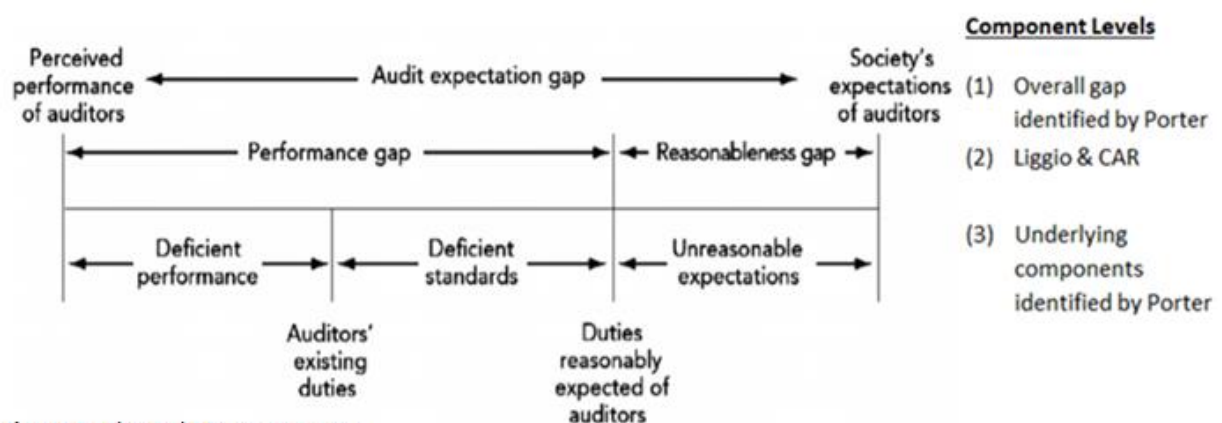 Component Levels
Perceived
performance
of auditors
Audit expectation gap
Society's
expectations
of auditors
(1) Overall gap
identified by Porter
Performance gap
Reasonableness gap
(2) Liggio & CAR
Deficient
performance
Deficient
standards
Unreasonable
expectations
(3) Underlying
components
identified by Porter
Auditors'
existing
duties
Duties
reasonably
expected of
auditors